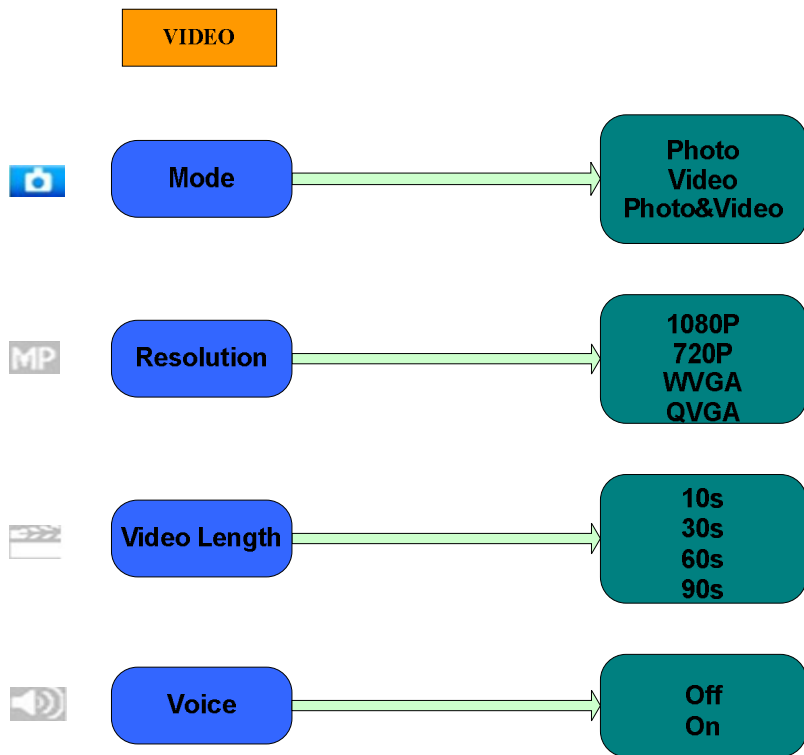 VIDEO
Mode
Photo
Video
Photo&Video
MP
Resolution
1080P
720P
WVGA
QVGA
Video Length
10s
30s
60s
90s
Voice
Off
On